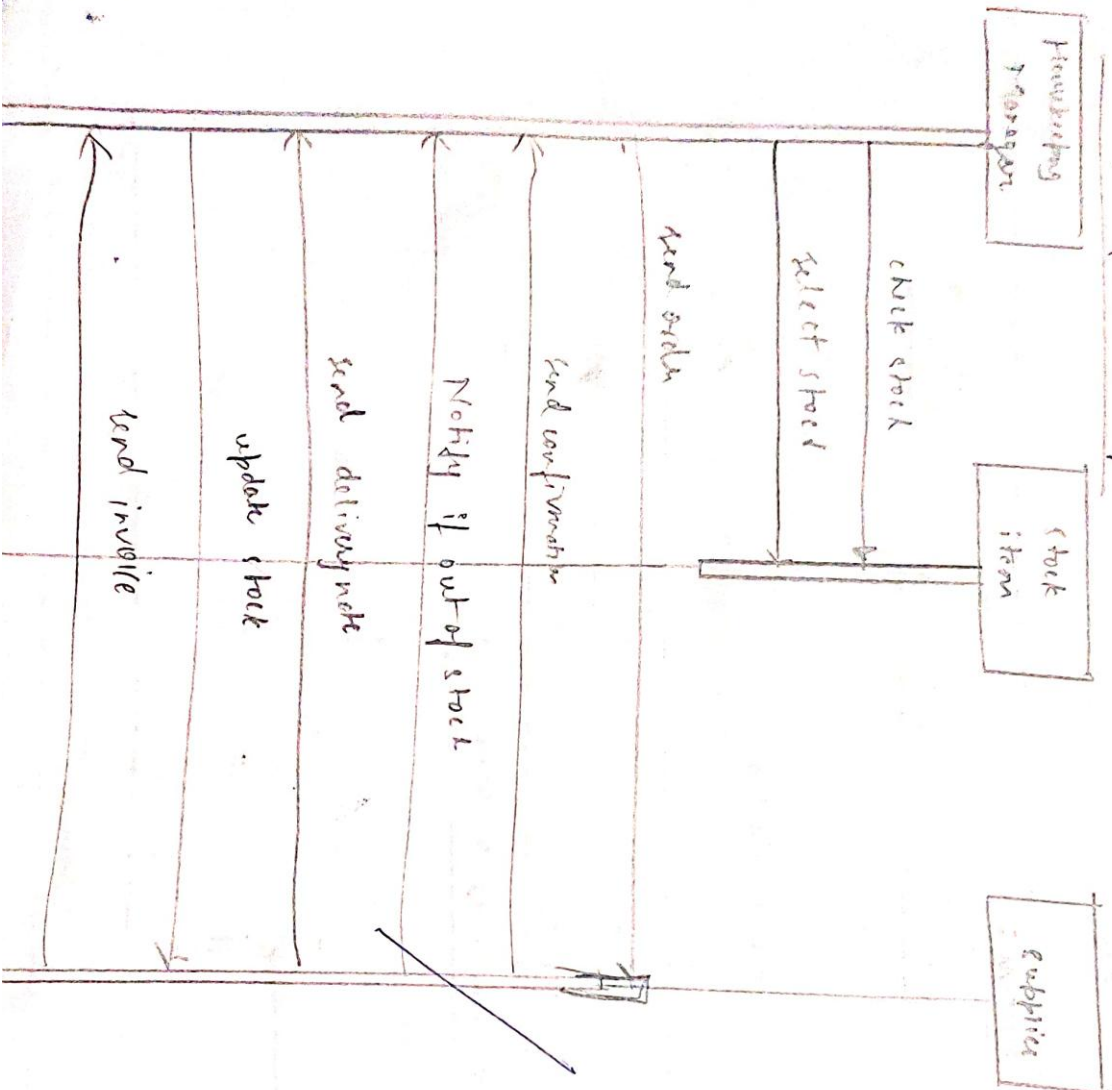 Housekeeping
Manager
stock
item
supplier
check stock
select stock
send order
send confirmation
Notify if out of stock
send delivery note
update stock
send invoice